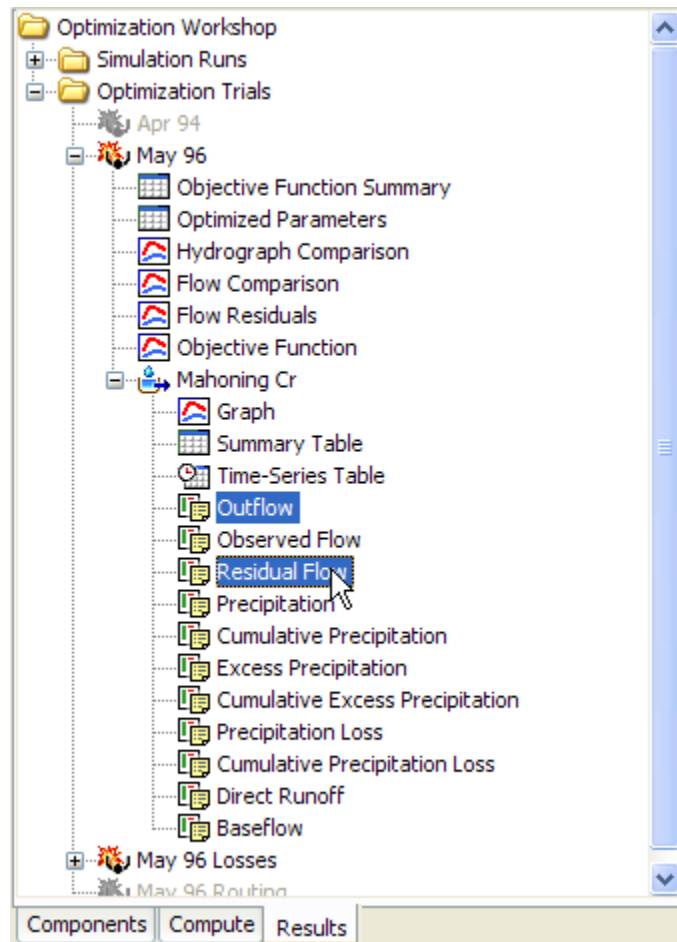 Optimization Workshop
Simulation Runs
Optimization Trials
Apr 94
May 96
Objective Function Summary
Optimized Parameters
Hydrograph Comparison
Flow Comparison
Flow Residuals
Objective Function
Mahoning Cr
Graph
Summary Table
Time-Series Table
Outflow
Observed Flow
Residual Flow
Precipitation
Cumulative Precipitation
Excess Precipitation
Cumulative Excess Precipitation
Precipitation Loss
Cumulative Precipitation Loss
Direct Runoff
Baseflow
May 96 Losses
May 96 Routing
Components Compute Results